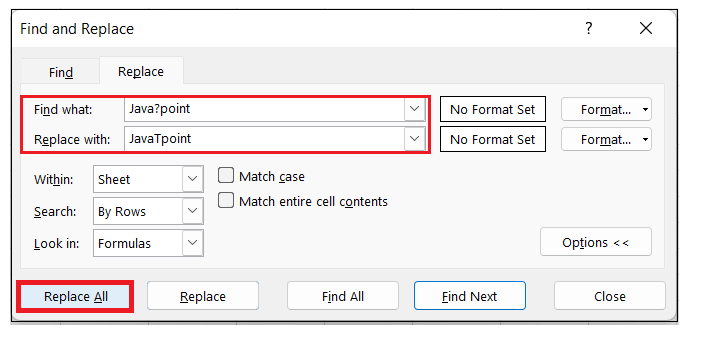 Find and Replace ?
Find Replace
Find what: Java?point No Format Set Format...
Replace with: JavaTpoint No Format Set Format...
Within: Sheet Match case
Search: By Rows Match entire cell contents
Look in: Formulas Options <<
Replace All Replace Find All Find Next Close